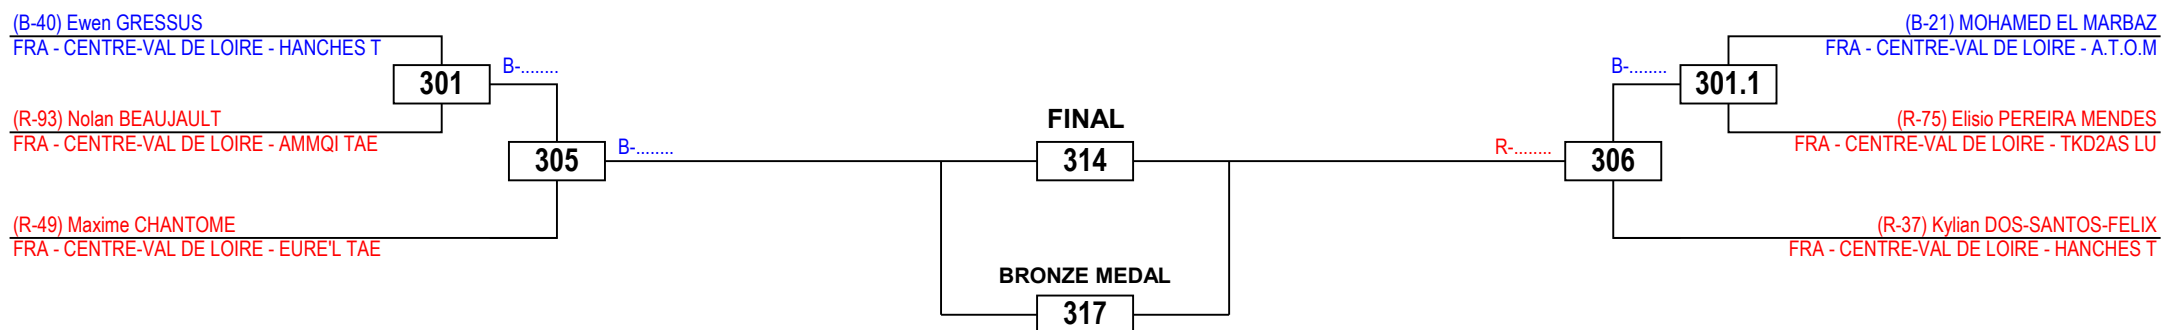 (B-40) Ewen GRESSUS
FRA - CENTRE-VAL DE LOIRE - HANCHES T
301
B-........
(R-93) Nolan BEAUJAULT
FRA - CENTRE-VAL DE LOIRE - AMMQI TAE
305
B-........
(R-49) Maxime CHANTOME
FRA - CENTRE-VAL DE LOIRE - EURE'L TAE
FINAL
314
BRONZE MEDAL
317
(B-21) MOHAMED EL MARBAZ
FRA - CENTRE-VAL DE LOIRE - A.T.O.M
B-........
301.1
(R-75) Elisio PEREIRA MENDES
FRA - CENTRE-VAL DE LOIRE - TKD2AS LU
R-........
306
(R-37) Kylian DOS-SANTOS-FELIX
FRA - CENTRE-VAL DE LOIRE - HANCHES T